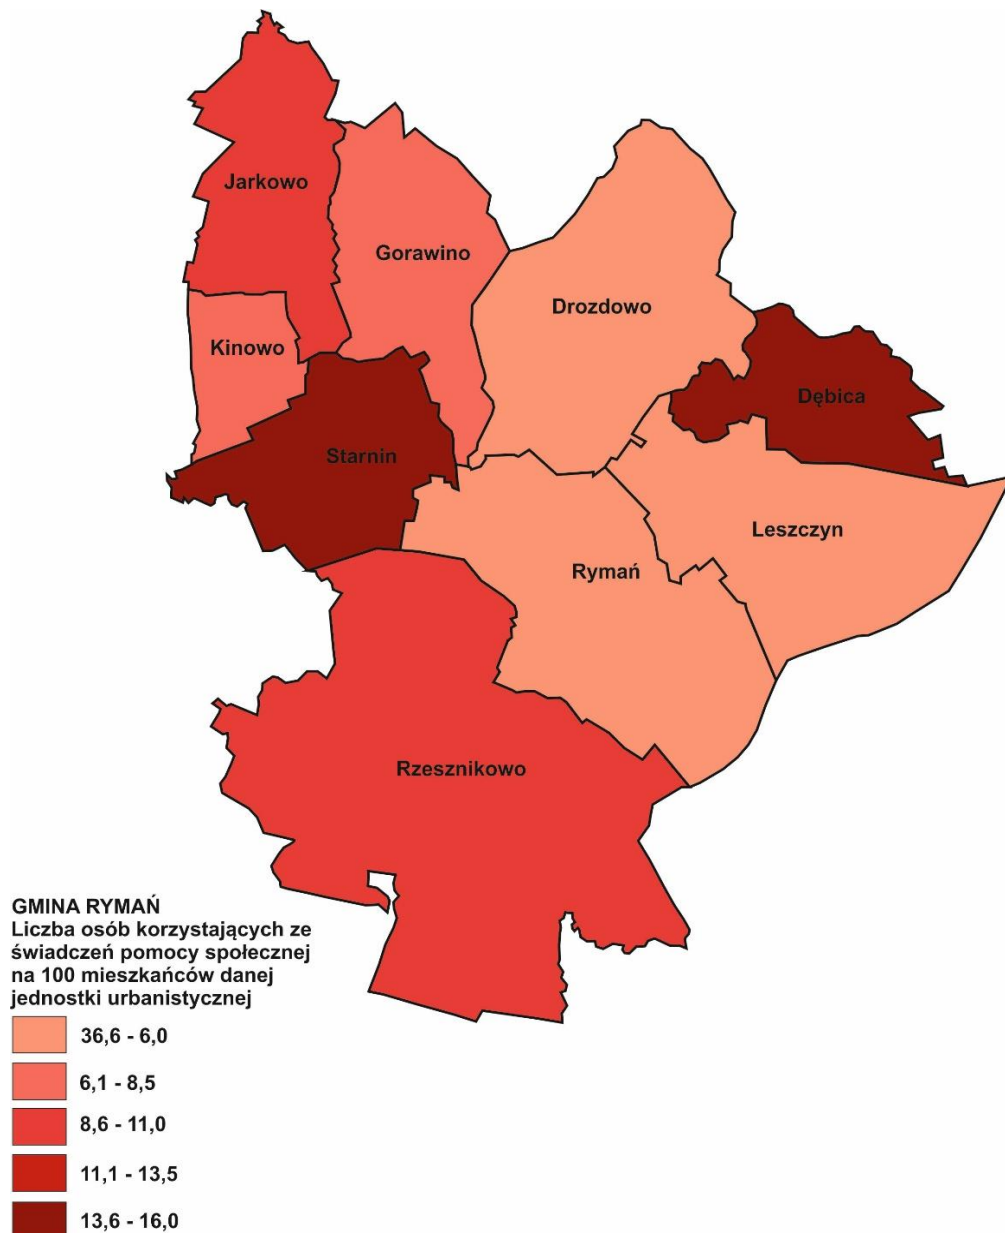 Jarkowo
Gorawino
Drozdowo
Kinowo
Dębica
Starnin
Leszczyn
Rymań
Rzesznikowo
GMINA RYMAŃ
Liczba osób korzystających ze
świadczeń pomocy społecznej
na 100 mieszkańców danej
jednostki urbanistycznej
36,6 - 6,0
6,1 - 8,5
8,6 - 11,0
11,1 - 13,5
13,6 - 16,0